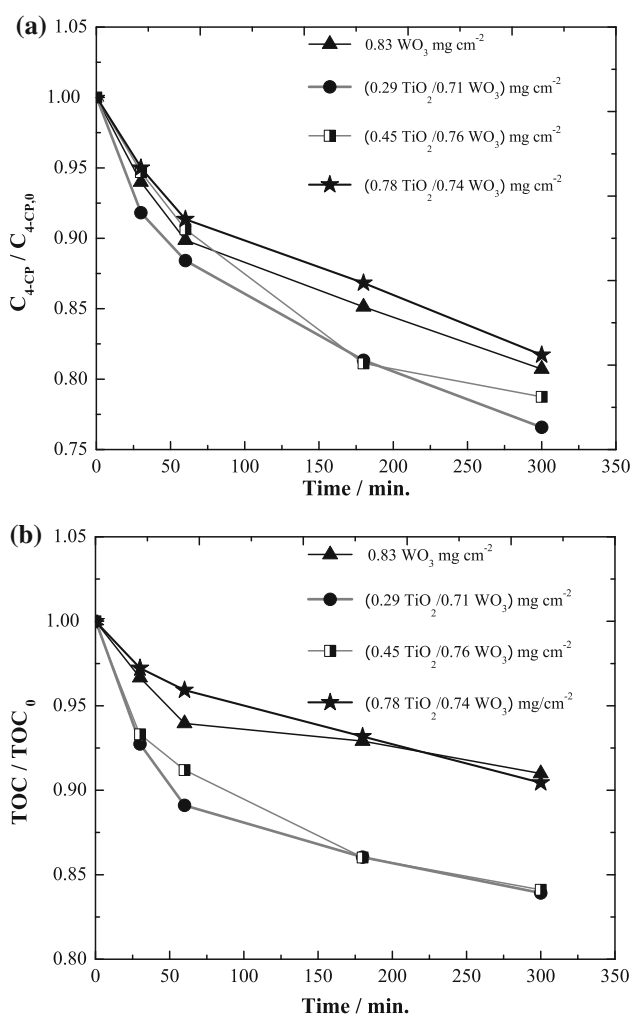 (a)
0.83 WO₃ mg cm⁻²
(0.29 TiO₂/0.71 WO₃) mg cm⁻²
(0.45 TiO₂/0.76 WO₃) mg cm⁻²
(0.78 TiO₂/0.74 WO₃) mg cm⁻²
1.00
0.95
0.90
0.85
0.80
0.75
C₄₋CP / C₄₋CP,₀
0 50 100 150 200 250 300 350
Time / min.
(b)
1.05
0.83 WO₃ mg cm⁻²
(0.29 TiO₂/0.71 WO₃) mg cm⁻²
(0.45 TiO₂/0.76 WO₃) mg cm⁻²
(0.78 TiO₂/0.74 WO₃) mg/cm⁻²
1.00
0.95
0.90
0.85
0.80
TOC / TOC₀
0 50 100 150 200 250 300 350
Time / min.